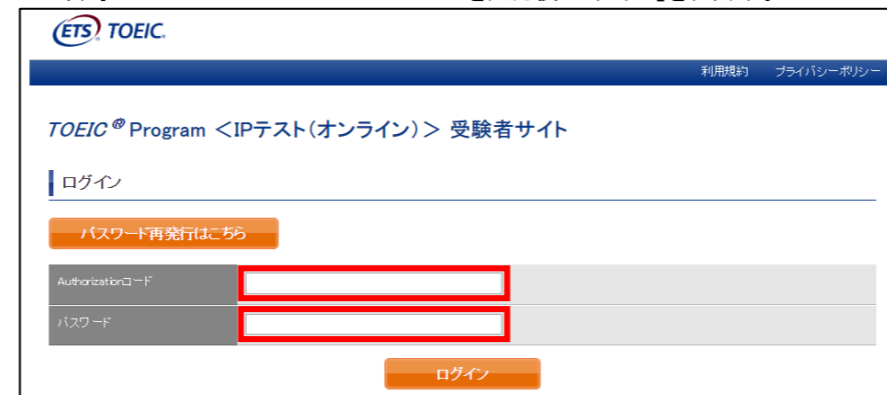 ETS TOEIC.
利用規約 プライバシーポリシー
TOEIC® Program <IPテスト(オンライン)> 受験者サイト
ログイン
パスワード再発行はこちら
Authorizationコード
パスワード
ログイン